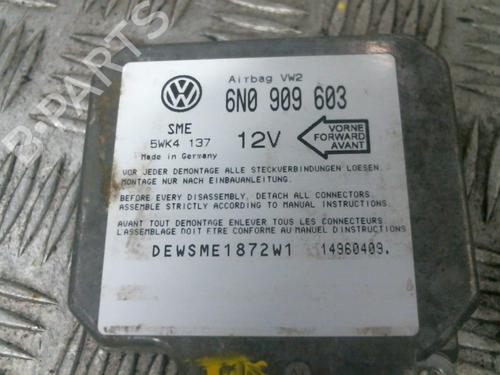 B-PARTS
Airbag VW2
6N0 909 603
SME
5WK4 137
Made in Germany
12V
VORNE
FORWARD
AVANT
VOR JEDER DEMONTAGE ALLE STECKVERBINDUNGEN LOESEN.
MONTAGE NUR NACH EINBAUANLEITUNG.
BEFORE EVERY DISASSEMBLY, DETACH ALL CONNECTORS
ASSEMBLE STRICTLY ACCORDING TO MANUAL INSTRUCTIONS.
AVANT TOUT DEMONTAGE ENLEVER TOUS LES CONNECTEURS
L'ASSEMBLAGE DOIT ETRE CONFORME AU MANUEL D'INSTRUCTIONS
DEWSME1872W1 14960409.